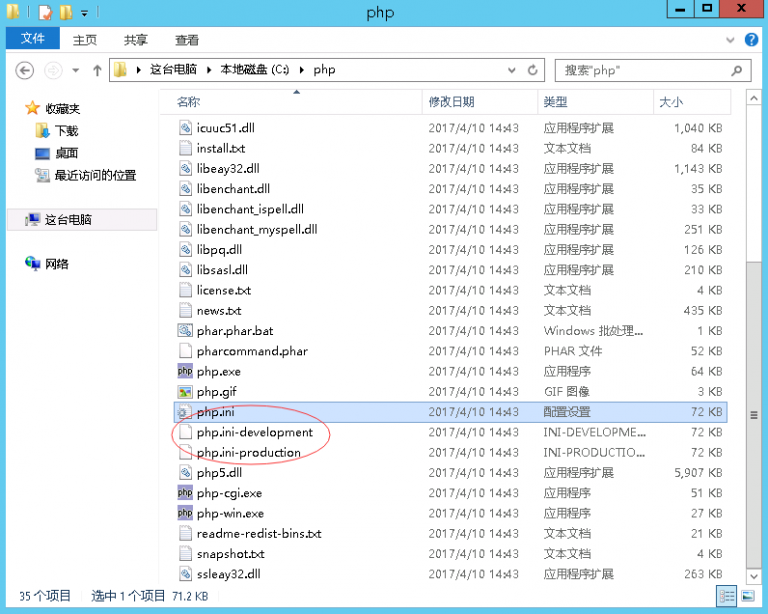 php
文件 主页 共享 查看
这台电脑 本地磁盘 (C:) php 搜索"php"
名称 修改日期 类型 大小
收藏夹
下载
桌面
最近访问的位置
这台电脑
网络
icuuc51.dll 2017/4/10 14:43 应用程序扩展 1,040 KB
install.txt 2017/4/10 14:43 文本文档 84 KB
libeay32.dll 2017/4/10 14:43 应用程序扩展 1,143 KB
libenchant.dll 2017/4/10 14:43 应用程序扩展 35 KB
libenchant_ispell.dll 2017/4/10 14:43 应用程序扩展 33 KB
libenchant_myspell.dll 2017/4/10 14:43 应用程序扩展 251 KB
libpq.dll 2017/4/10 14:43 应用程序扩展 126 KB
libsasl.dll 2017/4/10 14:43 应用程序扩展 210 KB
license.txt 2017/4/10 14:43 文本文档 4 KB
news.txt 2017/4/10 14:43 文本文档 435 KB
phar.phar.bat 2017/4/10 14:43 Windows 批处理... 1 KB
pharcommand.phar 2017/4/10 14:43 PHAR 文件 52 KB
php.exe 2017/4/10 14:43 应用程序 64 KB
php.gif 2017/4/10 14:43 GIF 图像 3 KB
php.ini 2017/4/10 14:43 配置设置 72 KB
php.ini-development 2017/4/10 14:43 INI-DEVELOPME... 72 KB
php.ini-production 2017/4/10 14:43 INI-PRODUCTIO... 72 KB
php5.dll 2017/4/10 14:43 应用程序扩展 5,907 KB
php-cgi.exe 2017/4/10 14:43 应用程序 51 KB
php-win.exe 2017/4/10 14:43 应用程序 27 KB
readme-redist-bins.txt 2017/4/10 14:43 文本文档 21 KB
snapshot.txt 2017/4/10 14:43 文本文档 4 KB
ssleay32.dll 2017/4/10 14:43 应用程序扩展 263 KB
35 个项目 选中 1 个项目 71.2 KB